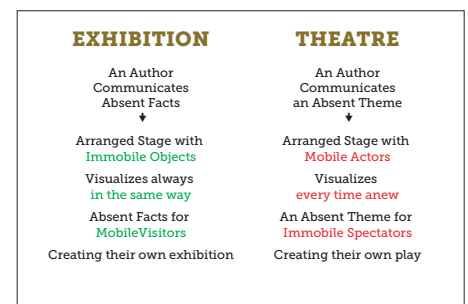 EXHIBITION
An Author
Communicates
Absent Facts
Arranged Stage with
Immobile Objects
Visualizes always
in the same way
Absent Facts for
MobileVisitors
Creating their own exhibition
THEATRE
An Author
Communicates
an Absent Theme
Arranged Stage with
Mobile Actors
Visualizes
every time anew
An Absent Theme for
Immobile Spectators
Creating their own play